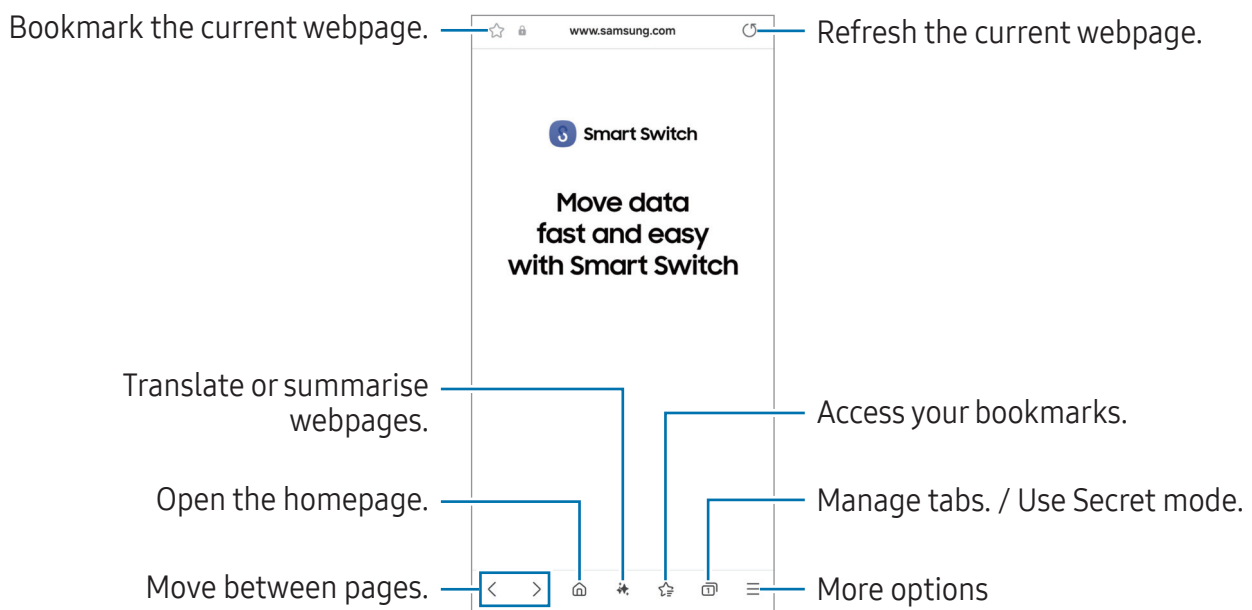 Bookmark the current webpage.
www.samsung.com
Refresh the current webpage.
Smart Switch
Move data
fast and easy
with Smart Switch
Translate or summarise
webpages.
Access your bookmarks.
Open the homepage.
Manage tabs. / Use Secret mode.
Move between pages.
1
More options